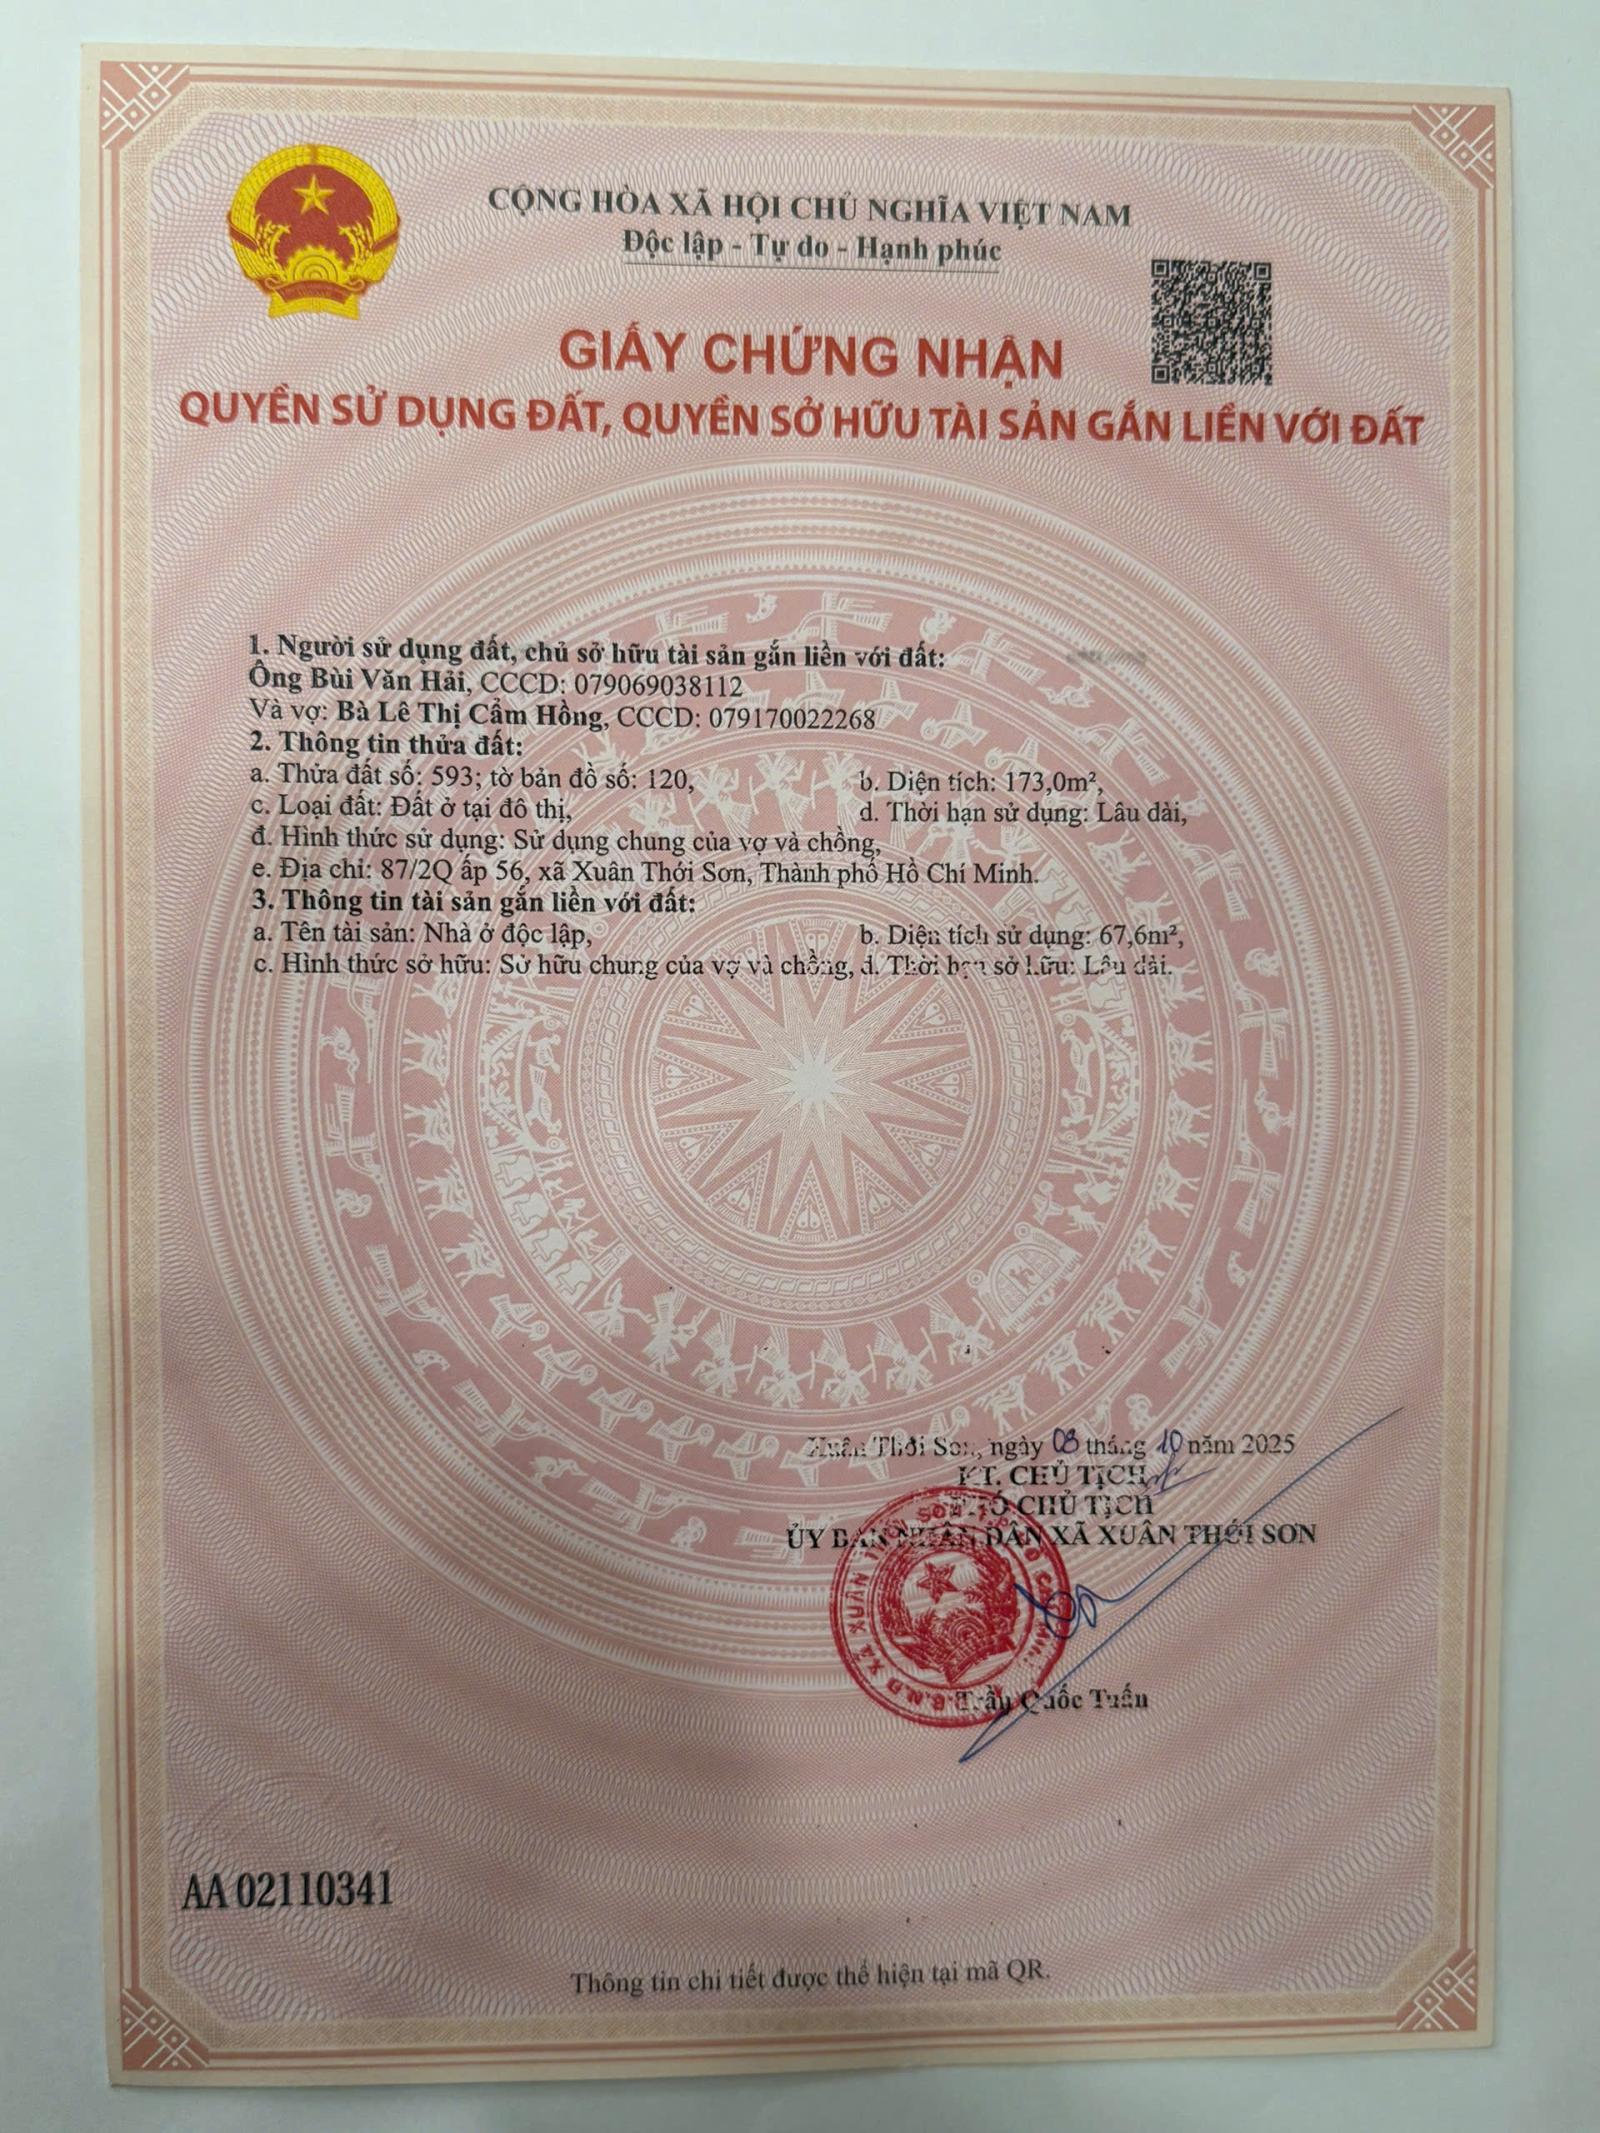 CỘNG HÒA XÃ HỘI CHỦ NGHĨA VIỆT NAM
Độc lập - Tự do - Hạnh phúc
GIẤY CHỨNG NHẬN
QUYỀN SỬ DỤNG ĐẤT, QUYỀN SỞ HỮU TÀI SẢN GẮN LIỀN VỚI ĐẤT
1. Người sử dụng đất, chủ sở hữu tài sản gắn liền với đất:
Ông Bùi Văn Hải, CCCD: 079069038112
Và vợ: Bà Lê Thị Cẩm Hồng, CCCD: 079170022268
2. Thông tin thửa đất:
a. Thửa đất số: 593; tờ bản đồ số: 120, b. Diện tích: 173,0m²,
c. Loại đất: Đất ở tại đô thị, d. Thời hạn sử dụng: Lâu dài,
đ. Hình thức sử dụng: Sử dụng chung của vợ và chồng,
e. Địa chỉ: 87/2Q ấp 56, xã Xuân Thới Sơn, Thành phố Hồ Chí Minh.
3. Thông tin tài sản gắn liền với đất:
a. Tên tài sản: Nhà ở độc lập, b. Diện tích sử dụng: 67,6m²,
c. Hình thức sở hữu: Sở hữu chung của vợ và chồng, d. Thời hạn sở hữu: Lâu dài.
Xuân Thới Sơn, ngày 08 tháng 10 năm 2025
KT. CHỦ TỊCH
PHÓ CHỦ TỊCH
ỦY BAN NHÂN DÂN XÃ XUÂN THỚI SƠN
Trần Quốc Tuấn
AA 02110341
Thông tin chi tiết được thể hiện tại mã QR.